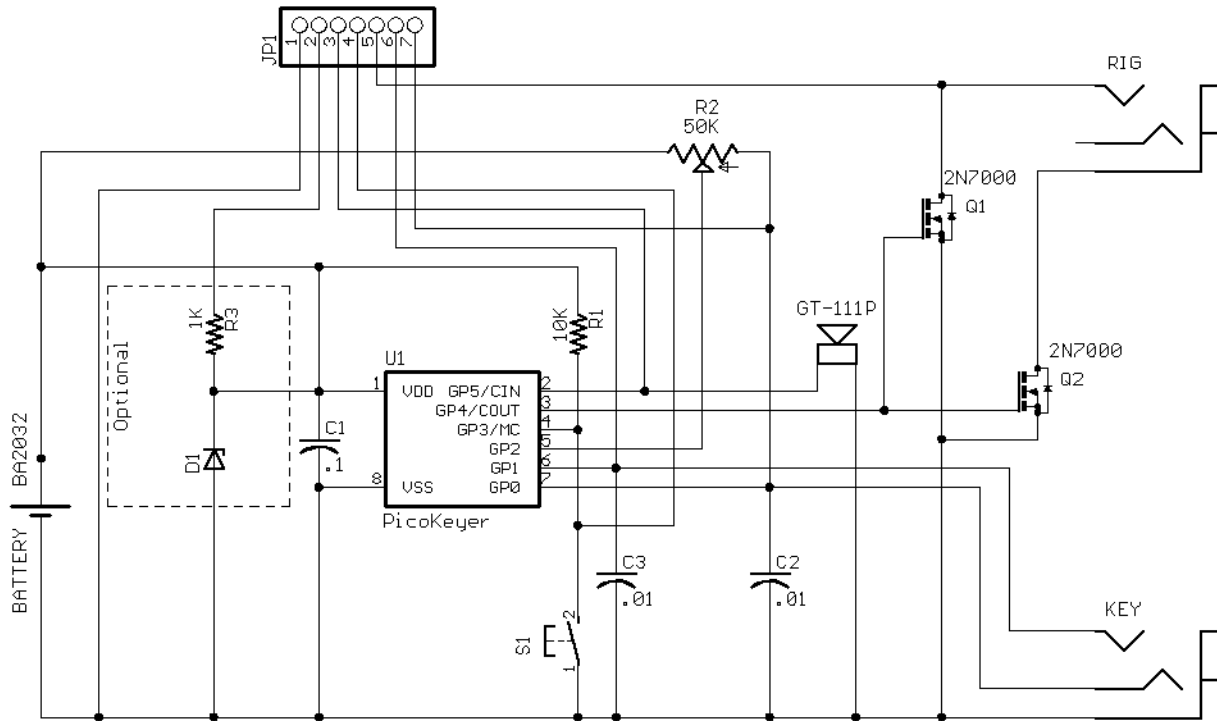 JP1
1 2 3 4 5 6 7
RIG
R2
50K
2N7000
Q1
GT-111P
1K
R3
10K
R1
Optional
U1
2N7000
Q2
1 VDD GP5/CIN 2
GP4/COUT 3
GP3/MC 4
GP2 5
GP1 6
8 VSS GP0 7
PicoKeyer
C1
.1
D1
BATTERY BA2032
C3
.01
C2
.01
KEY
S1
2
1